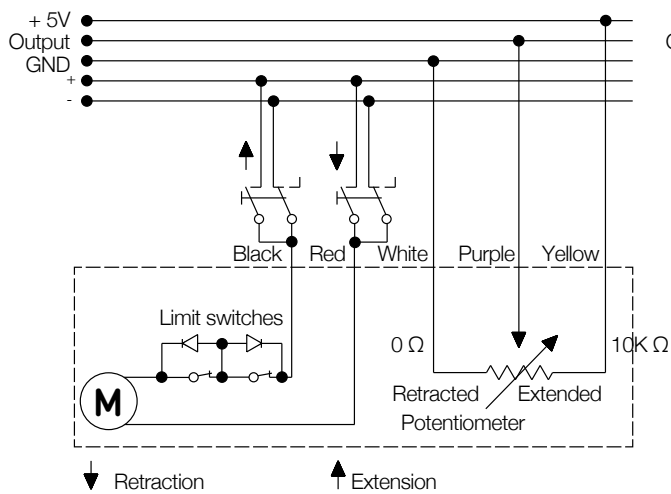 + 5V
Output
GND
+
-
Black Red White Purple Yellow
Limit switches
0 Ω 10K Ω
Retracted Extended
Potentiometer
M
Retraction Extension